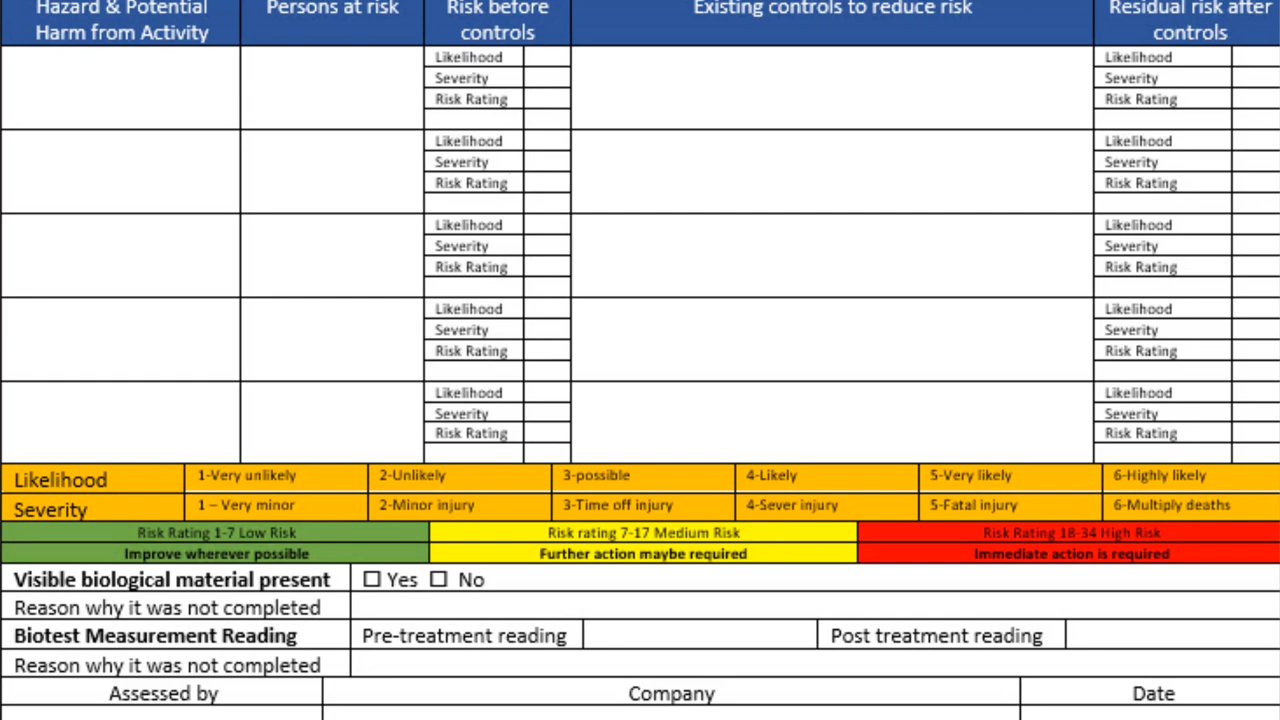 Hazard & Potential
Harm from Activity
Persons at risk
Risk before
controls
Existing controls to reduce risk
Residual risk after
controls
Likelihood
Severity
Risk Rating
Likelihood
Severity
Risk Rating
Likelihood
Severity
Risk Rating
Likelihood
Severity
Risk Rating
Likelihood
Severity
Risk Rating
Likelihood
Severity
Risk Rating
Likelihood
Severity
Risk Rating
Likelihood
Severity
Risk Rating
Likelihood
Severity
Risk Rating
Likelihood
Severity
Risk Rating
Likelihood 1-Very unlikely 2-Unlikely 3-possible 4-Likely 5-Very likely 6-Highly likely
Severity 1 – Very minor 2-Minor injury 3-Time off injury 4-Sever injury 5-Fatal injury 6-Multiply deaths
Risk Rating 1-7 Low Risk Risk rating 7-17 Medium Risk Risk Rating 18-34 High Risk
Improve wherever possible Further action maybe required Immediate action is required
Visible biological material present ☐ Yes ☐ No
Reason why it was not completed
Biotest Measurement Reading Pre-treatment reading Post treatment reading
Reason why it was not completed
Assessed by Company Date